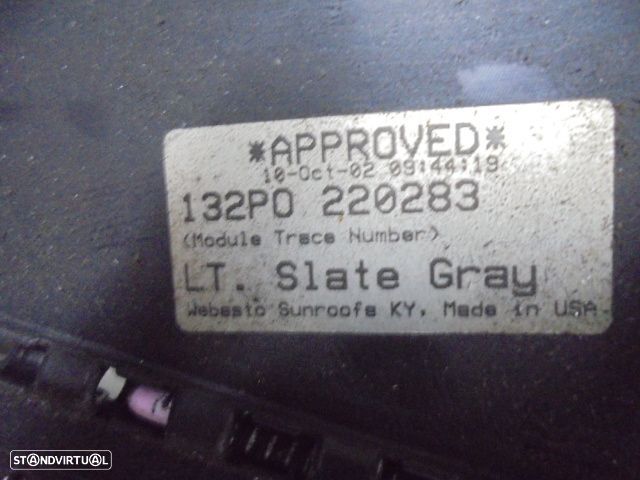 *APPROVED*
10-Oct-02 09:44:19
132P0 220283
(Module Trace Number)
LT. Slate Gray
Webasto Sunroofs KY, Made in USA
STANDVIRTUAL